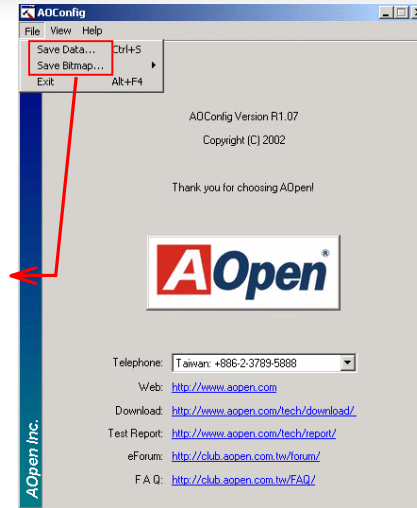 AOConfig
File View Help
Save Data... Ctrl+S
Save Bitmap...
Exit Alt+F4
AOConfig Version R1.07
Copyright (C) 2002
Thank you for choosing AOpen!
AOpen®
Telephone: Taiwan: +886-2-3789-5888
Web: http://www.aopen.com
Download: http://www.aopen.com/tech/download/
Test Report: http://www.aopen.com/tech/report/
eForum: http://club.aopen.com.tw/forum/
F A Q: http://club.aopen.com.tw/FAQ/
AOpen Inc.